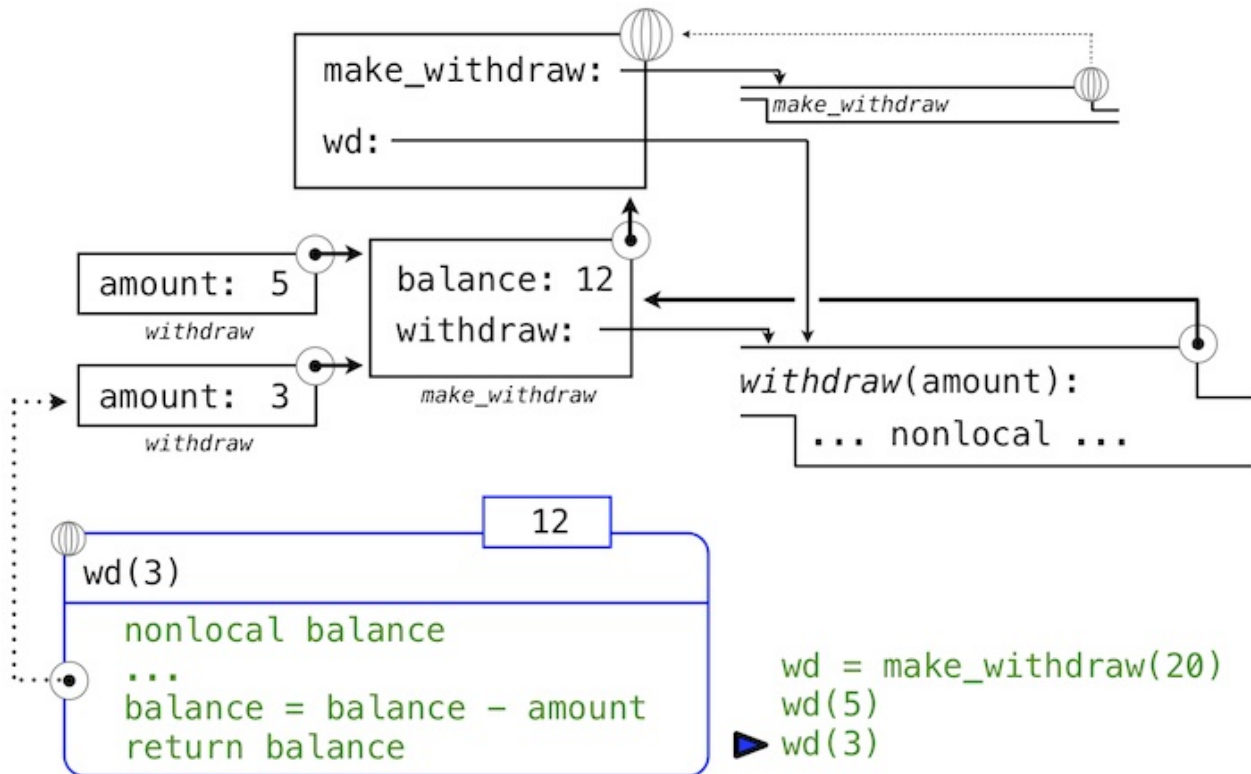 make_withdraw:
make_withdraw
wd:
amount: 5
withdraw
balance: 12
withdraw:
make_withdraw
amount: 3
withdraw
withdraw(amount):
... nonlocal ...
12
wd(3)
nonlocal balance
...
balance = balance – amount
return balance
wd = make_withdraw(20)
wd(5)
wd(3)